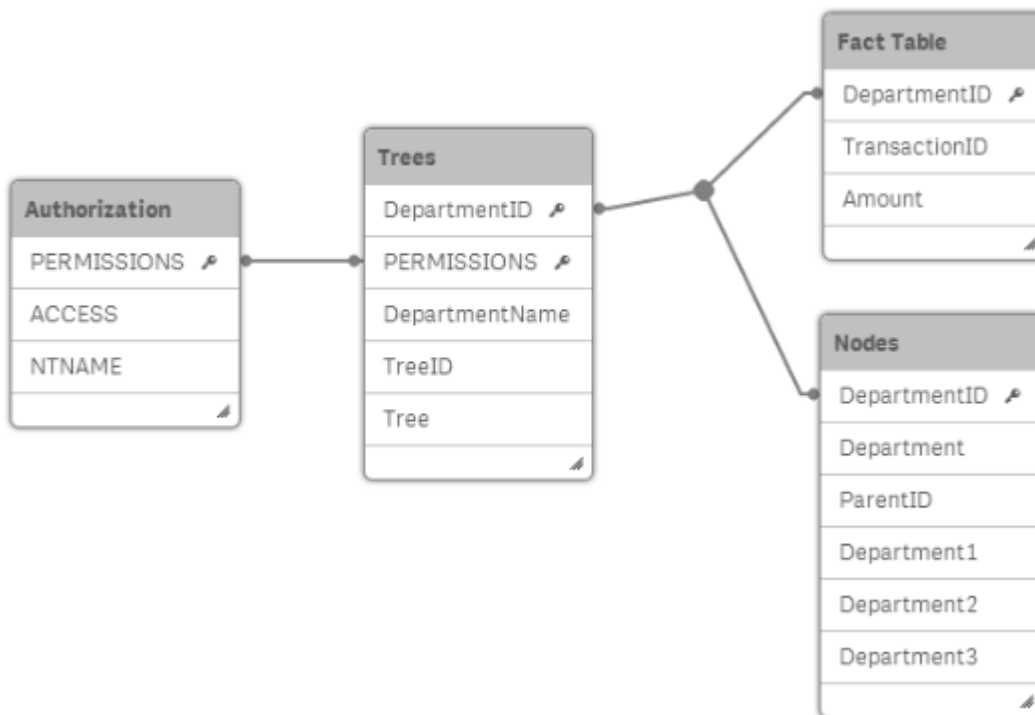 Authorization
PERMISSIONS
ACCESS
NTNAME
Trees
DepartmentID
PERMISSIONS
DepartmentName
TreeID
Tree
Fact Table
DepartmentID
TransactionID
Amount
Nodes
DepartmentID
Department
ParentID
Department1
Department2
Department3